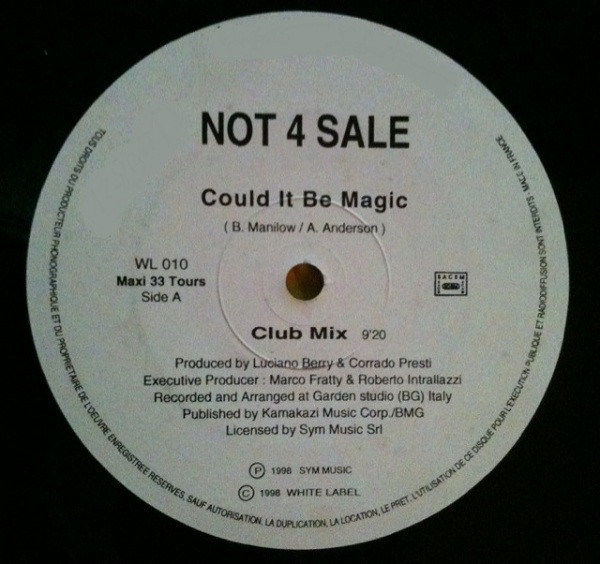 NOT 4 SALE
Could It Be Magic
( B. Manilow / A. Anderson )
WL 010
Maxi 33 Tours
Side A
SACEM
Club Mix 9'20
Produced by Luciano Berry & Corrado Presti
Executive Producer : Marco Fratty & Roberto Intrallazzi
Recorded and Arranged at Garden studio (BG) Italy
Published by Kamakazi Music Corp./BMG
Licensed by Sym Music Srl
Ⓟ 1998 SYM MUSIC
© 1998 WHITE LABEL
TOUS DROITS DU PRODUCTEUR PHONOGRAPHIQUE ET DU PROPRIETAIRE DE L'OEUVRE ENREGISTREE RESERVES, SAUF AUTORISATION, LA DUPLICATION, LA LOCATION, LE PRET, L'UTILISATION DE CE DISQUE POUR L'EXECUTION PUBLIQUE ET RADIODIFFUSION SONT INTERDITS - MADE IN FRANCE